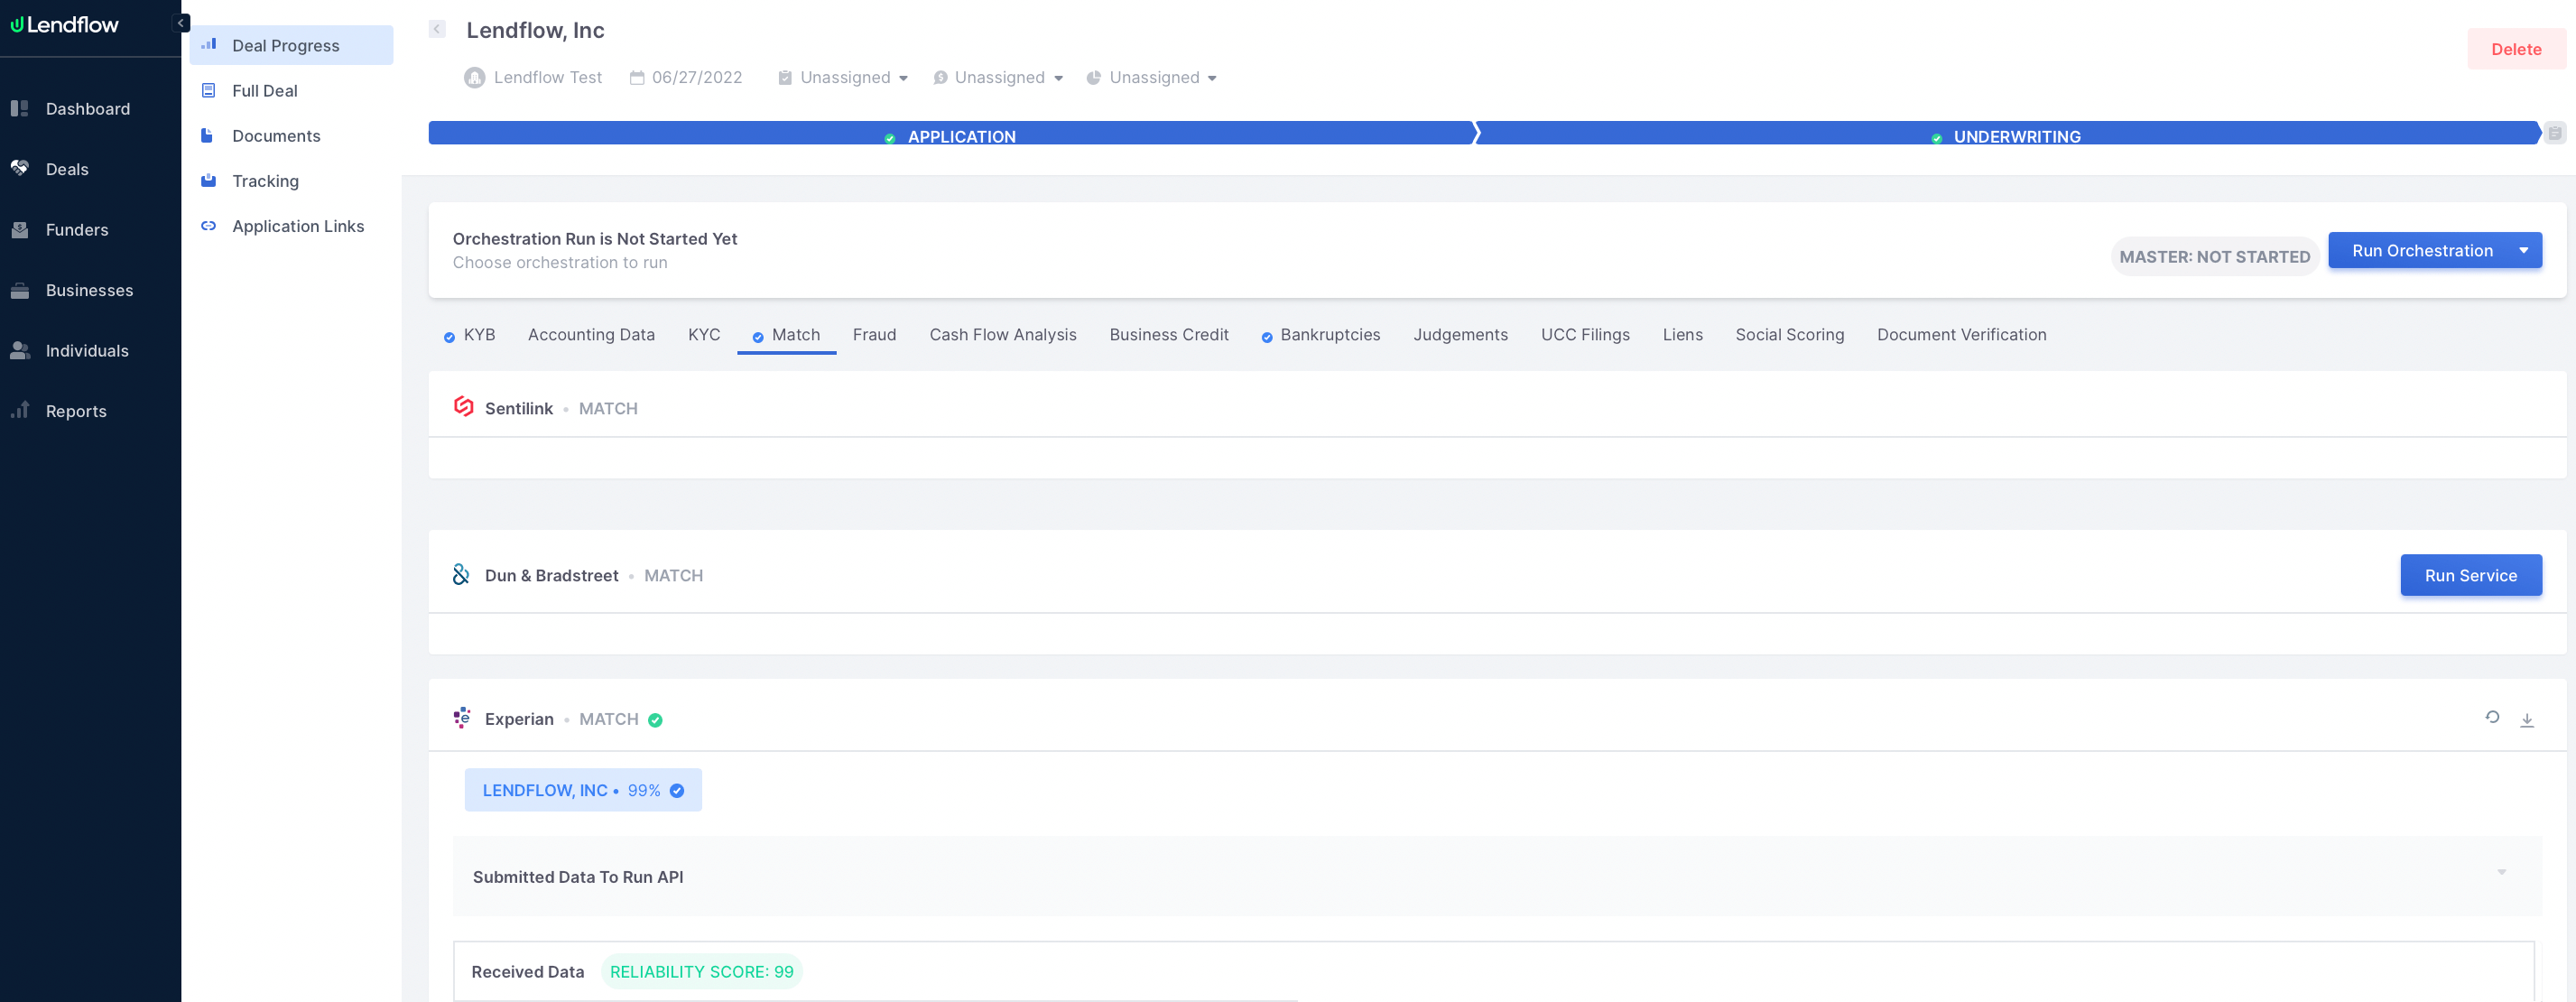 Lendflow
Dashboard
Deals
Funders
Businesses
Individuals
Reports
Deal Progress
Full Deal
Documents
Tracking
Application Links
Lendflow, Inc
Delete
Lendflow Test 06/27/2022 Unassigned Unassigned Unassigned
APPLICATION UNDERWRITING
Orchestration Run is Not Started Yet
Choose orchestration to run
MASTER: NOT STARTED Run Orchestration
KYB Accounting Data KYC Match Fraud Cash Flow Analysis Business Credit Bankruptcies Judgements UCC Filings Liens Social Scoring Document Verification
Sentilink • MATCH
Dun & Bradstreet • MATCH Run Service
Experian • MATCH
LENDFLOW, INC • 99%
Submitted Data To Run API
Received Data RELIABILITY SCORE: 99